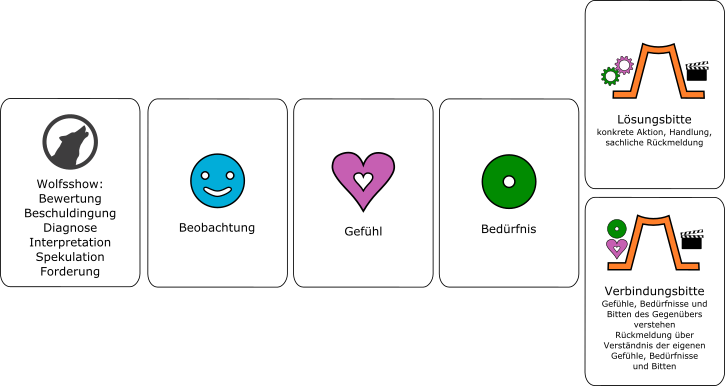 Wolfsshow:
Bewertung
Beschuldingung
Diagnose
Interpretation
Spekulation
Forderung
Beobachtung
Gefühl
Bedürfnis
Lösungsbitte
konkrete Aktion, Handlung,
sachliche Rückmeldung
Verbindungsbitte
Gefühle, Bedürfnisse und
Bitten des Gegenübers
verstehen
Rückmeldung über
Verständnis der eigenen
Gefühle, Bedürfnisse
und Bitten